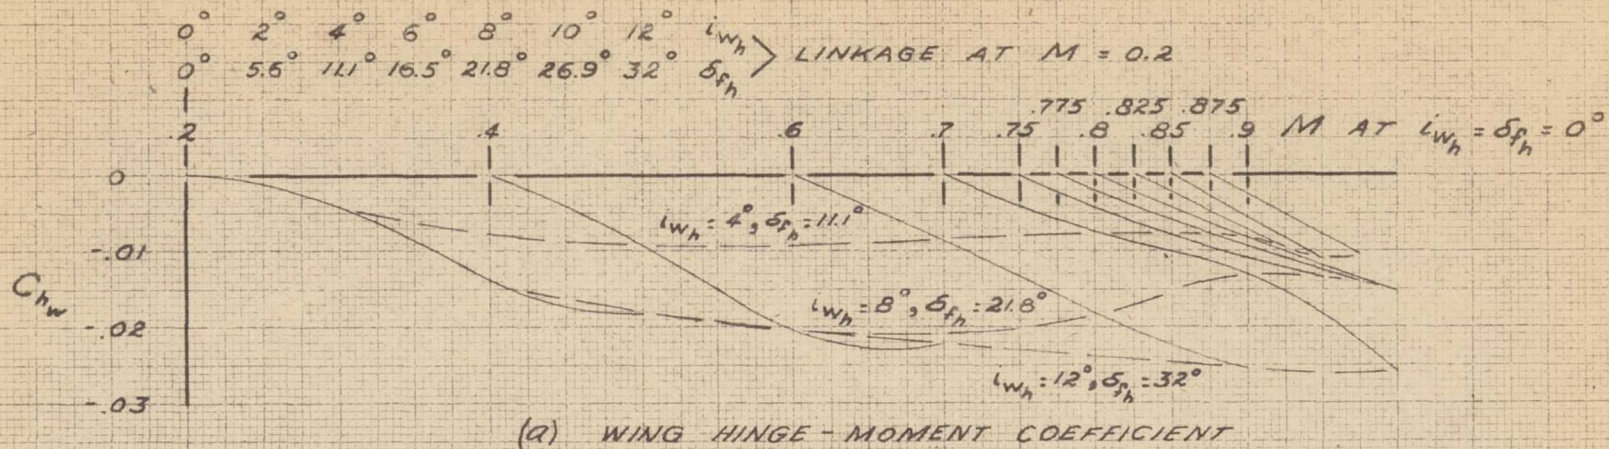 0° 2° 4° 6° 8° 10° 12° i_wh
0° 5.6° 11.1° 16.5° 21.8° 26.9° 32° δ_fh
LINKAGE AT M = 0.2
.775 .825 .875
.2 .4 .6 .7 .75 .8 .85 .9 M AT i_wh = δ_fh = 0°
0
i_wh = 4°, δ_fh = 11.1°
-.01
C_hw
i_wh = 8°, δ_fh = 21.8°
-.02
i_wh = 12°, δ_fh = 32°
-.03
(a) WING HINGE-MOMENT COEFFICIENT